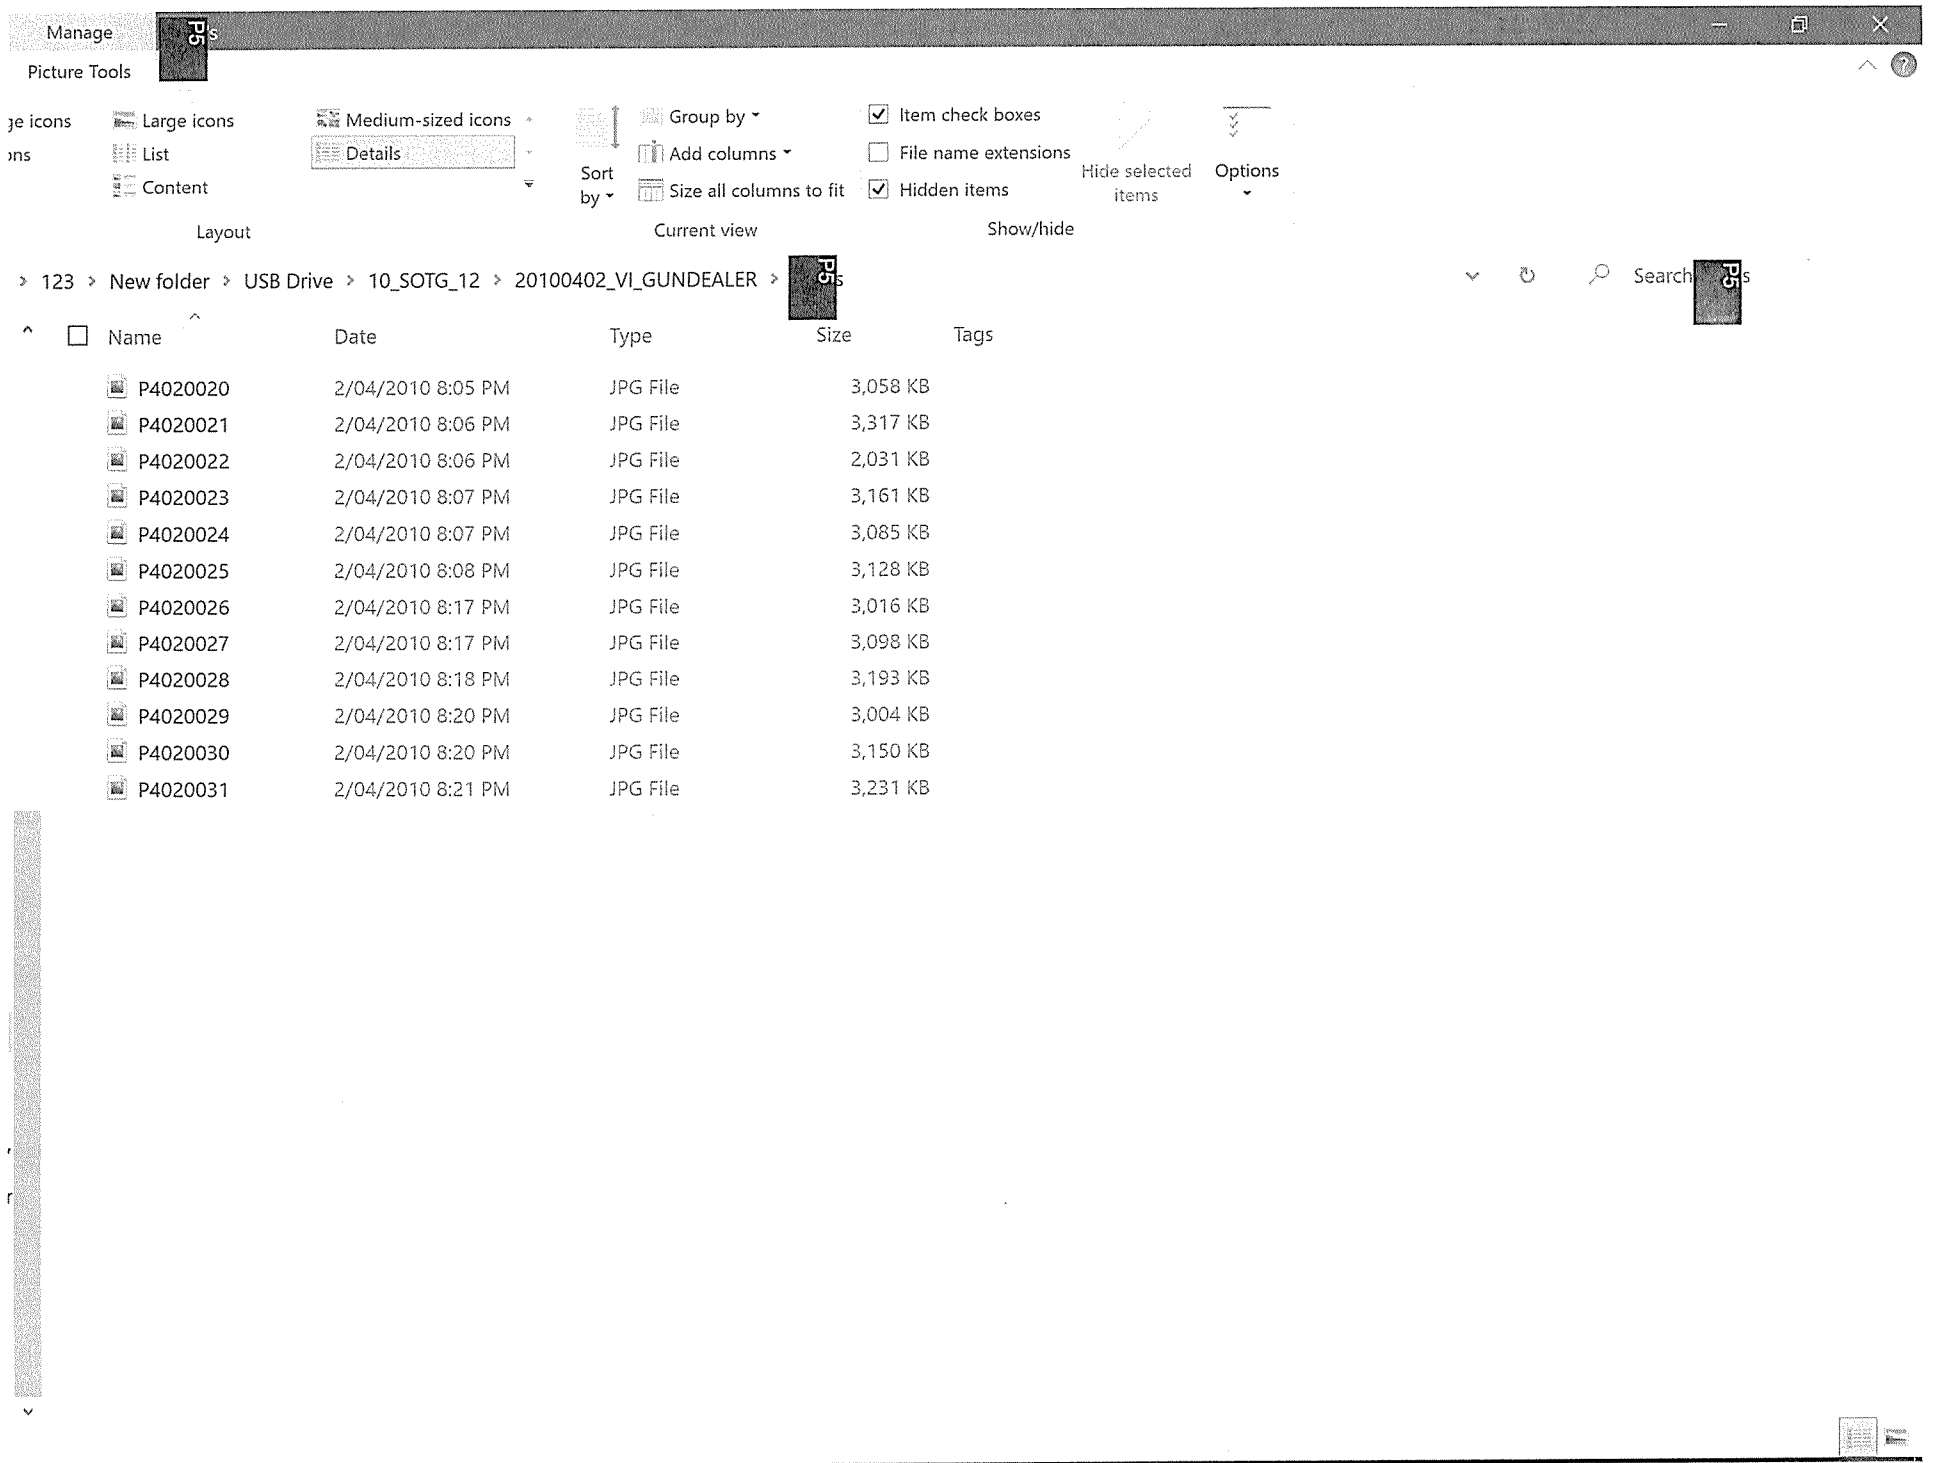 Manage P5 s
Picture Tools
ge icons Large icons Medium-sized icons
ons List Details
Content
Layout
Sort by
Group by
Add columns
Size all columns to fit
Current view
Item check boxes
File name extensions
Hidden items
Hide selected items
Show/hide
Options
> 123 > New folder > USB Drive > 10_SOTG_12 > 20100402_VI_GUNDEALER > P5 s
Search P5 s
Name Date Type Size Tags
P4020020 2/04/2010 8:05 PM JPG File 3,058 KB
P4020021 2/04/2010 8:06 PM JPG File 3,317 KB
P4020022 2/04/2010 8:06 PM JPG File 2,031 KB
P4020023 2/04/2010 8:07 PM JPG File 3,161 KB
P4020024 2/04/2010 8:07 PM JPG File 3,085 KB
P4020025 2/04/2010 8:08 PM JPG File 3,128 KB
P4020026 2/04/2010 8:17 PM JPG File 3,016 KB
P4020027 2/04/2010 8:17 PM JPG File 3,098 KB
P4020028 2/04/2010 8:18 PM JPG File 3,193 KB
P4020029 2/04/2010 8:20 PM JPG File 3,004 KB
P4020030 2/04/2010 8:20 PM JPG File 3,150 KB
P4020031 2/04/2010 8:21 PM JPG File 3,231 KB